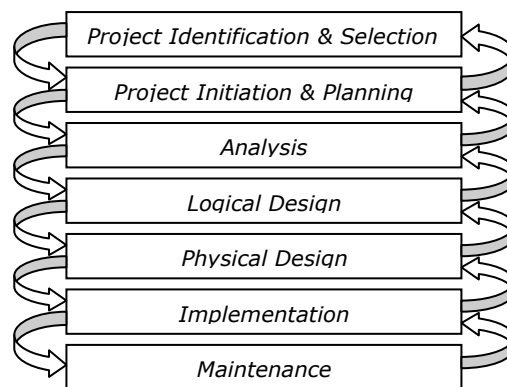 Project Identification & Selection
Project Initiation & Planning
Analysis
Logical Design
Physical Design
Implementation
Maintenance